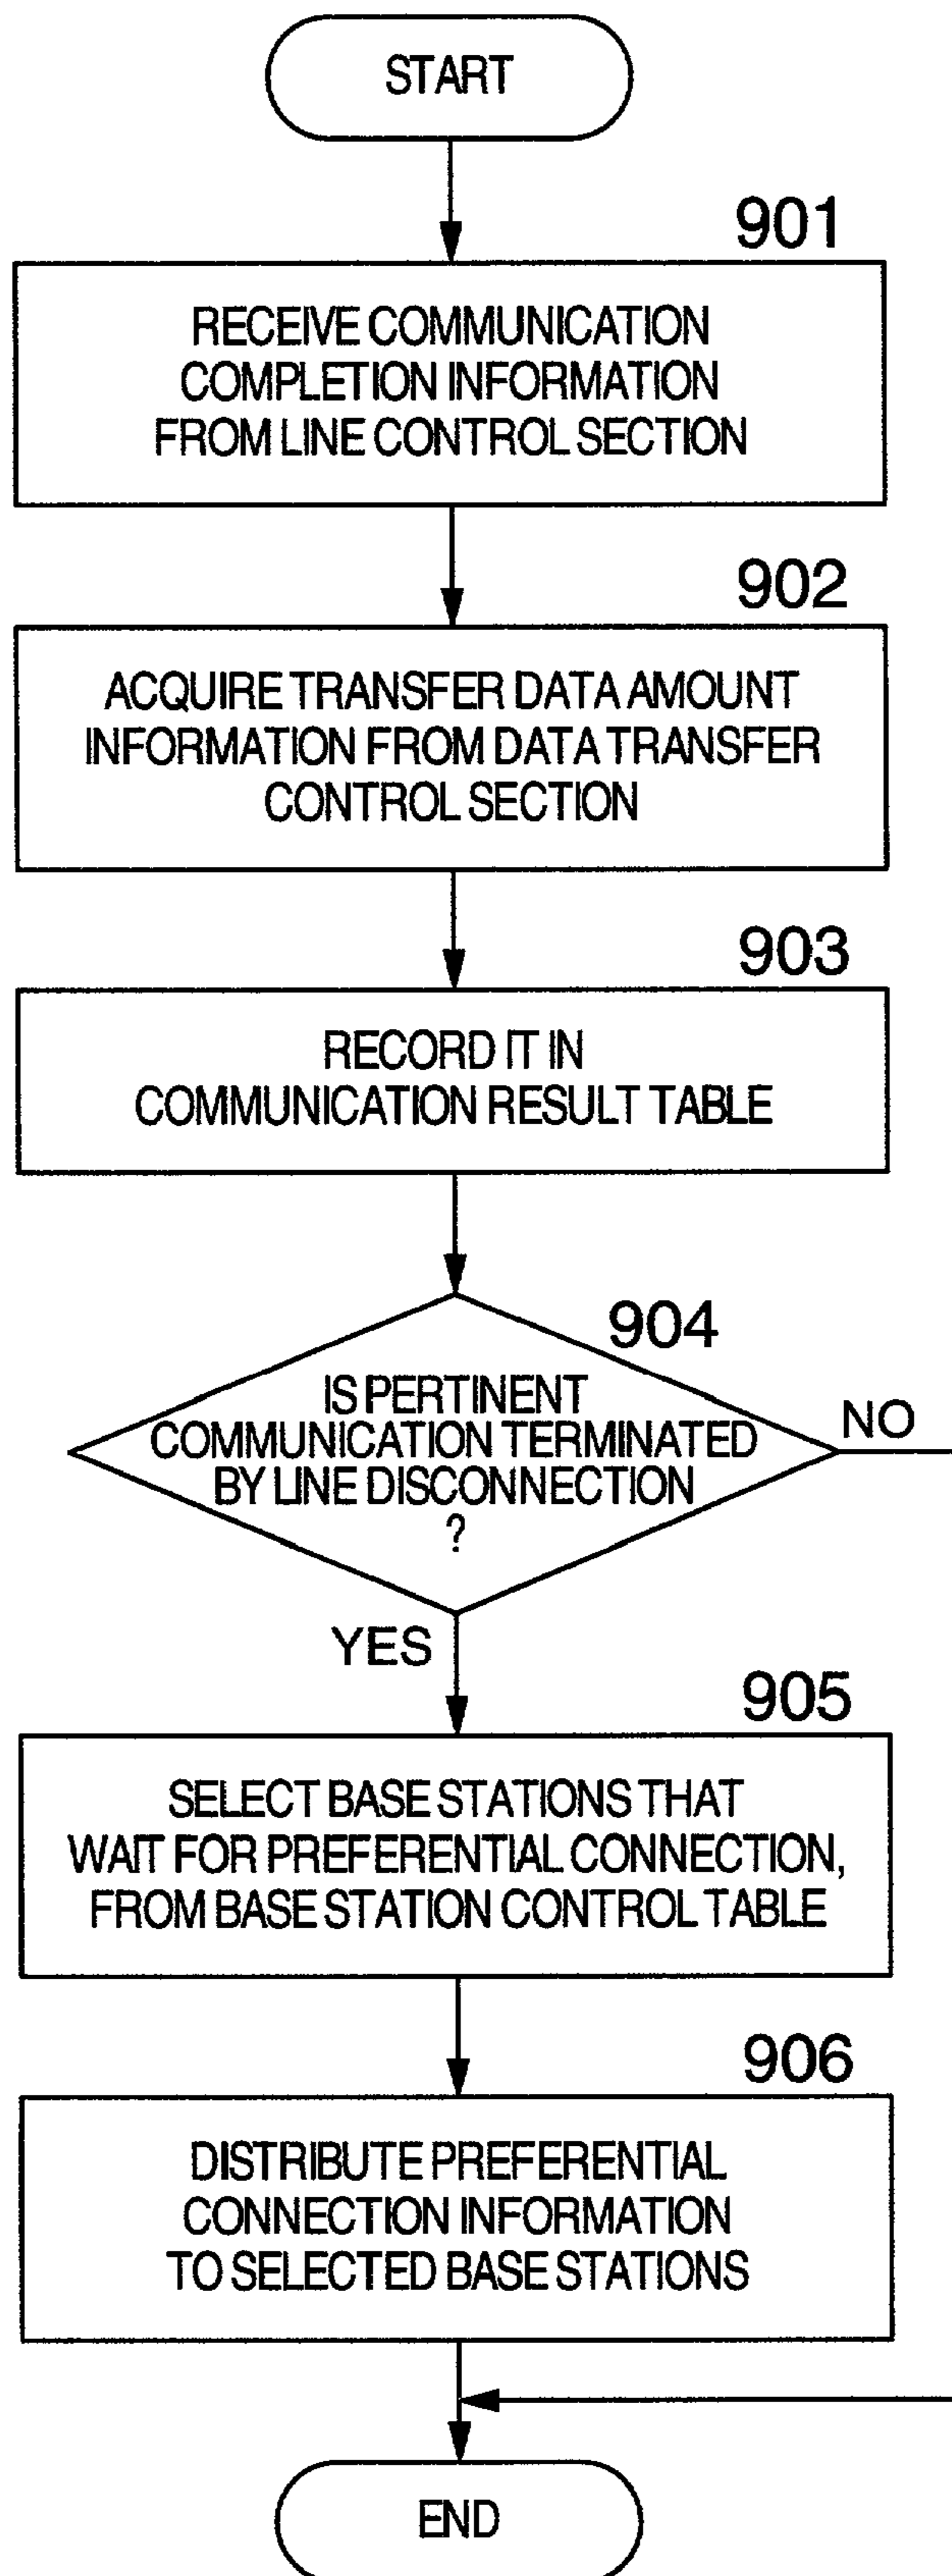 START
901
RECEIVE COMMUNICATION
COMPLETION INFORMATION
FROM LINE CONTROL SECTION
902
ACQUIRE TRANSFER DATA AMOUNT
INFORMATION FROM DATA TRANSFER
CONTROL SECTION
903
RECORD IT IN
COMMUNICATION RESULT TABLE
904
IS PERTINENT
COMMUNICATION TERMINATED
BY LINE DISCONNECTION
?
NO
YES
905
SELECT BASE STATIONS THAT
WAIT FOR PREFERENTIAL CONNECTION,
FROM BASE STATION CONTROL TABLE
906
DISTRIBUTE PREFERENTIAL
CONNECTION INFORMATION
TO SELECTED BASE STATIONS
END